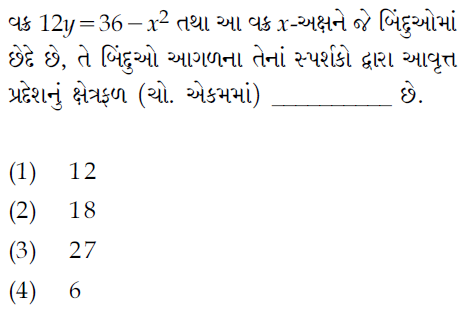 વક્ર 12y = 36 – x² તથા આ વક્ર x-અક્ષને જે બિંદુઓમાં
છેદે છે, તે બિંદુઓ આગળના તેનાં સ્પર્શકો દ્વારા આવૃત્ત
પ્રદેશનું ક્ષેત્રફળ (ચો. એકમમાં) __________ છે.
(1) 12
(2) 18
(3) 27
(4) 6